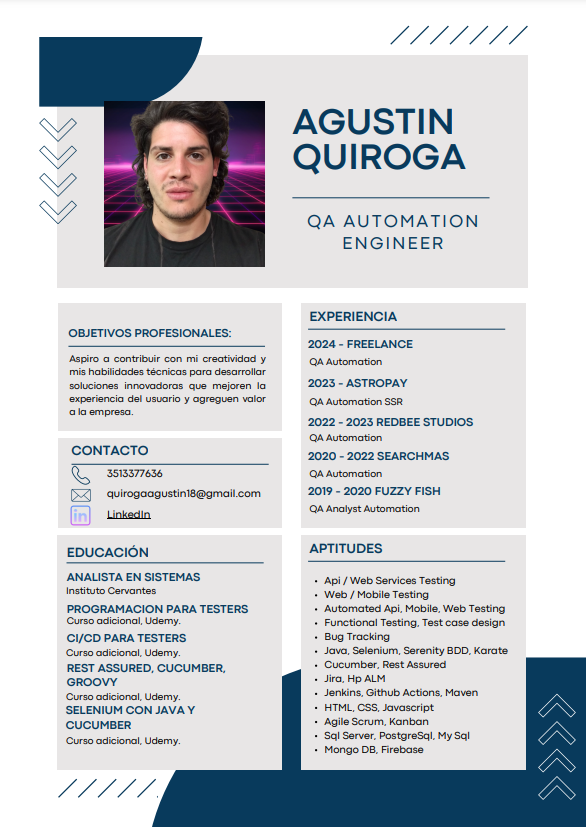 AGUSTIN
QUIROGA
QA AUTOMATION
ENGINEER
OBJETIVOS PROFESIONALES:
Aspiro a contribuir con mi creatividad y
mis habilidades técnicas para desarrollar
soluciones innovadoras que mejoren la
experiencia del usuario y agreguen valor
a la empresa.
CONTACTO
3513377636
quirogaagustin18@gmail.com
in
LinkedIn
EDUCACIÓN
ANALISTA EN SISTEMAS
Instituto Cervantes
PROGRAMACION PARA TESTERS
Curso adicional, Udemy.
CI/CD PARA TESTERS
Curso adicional, Udemy.
REST ASSURED, CUCUMBER,
GROOVY
Curso adicional, Udemy.
SELENIUM CON JAVA Y
CUCUMBER
Curso adicional, Udemy.
EXPERIENCIA
2024 - FREELANCE
QA Automation
2023 - ASTROPAY
QA Automation SSR
2022 - 2023 REDBEE STUDIOS
QA Automation
2020 - 2022 SEARCHMAS
QA Automation
2019 - 2020 FUZZY FISH
QA Analyst Automation
APTITUDES
• Api / Web Services Testing
• Web / Mobile Testing
• Automated Api, Mobile, Web Testing
• Functional Testing, Test case design
• Bug Tracking
• Java, Selenium, Serenity BDD, Karate
• Cucumber, Rest Assured
• Jira, Hp ALM
• Jenkins, Github Actions, Maven
• HTML, CSS, Javascript
• Agile Scrum, Kanban
• Sql Server, PostgreSql, My Sql
• Mongo DB, Firebase